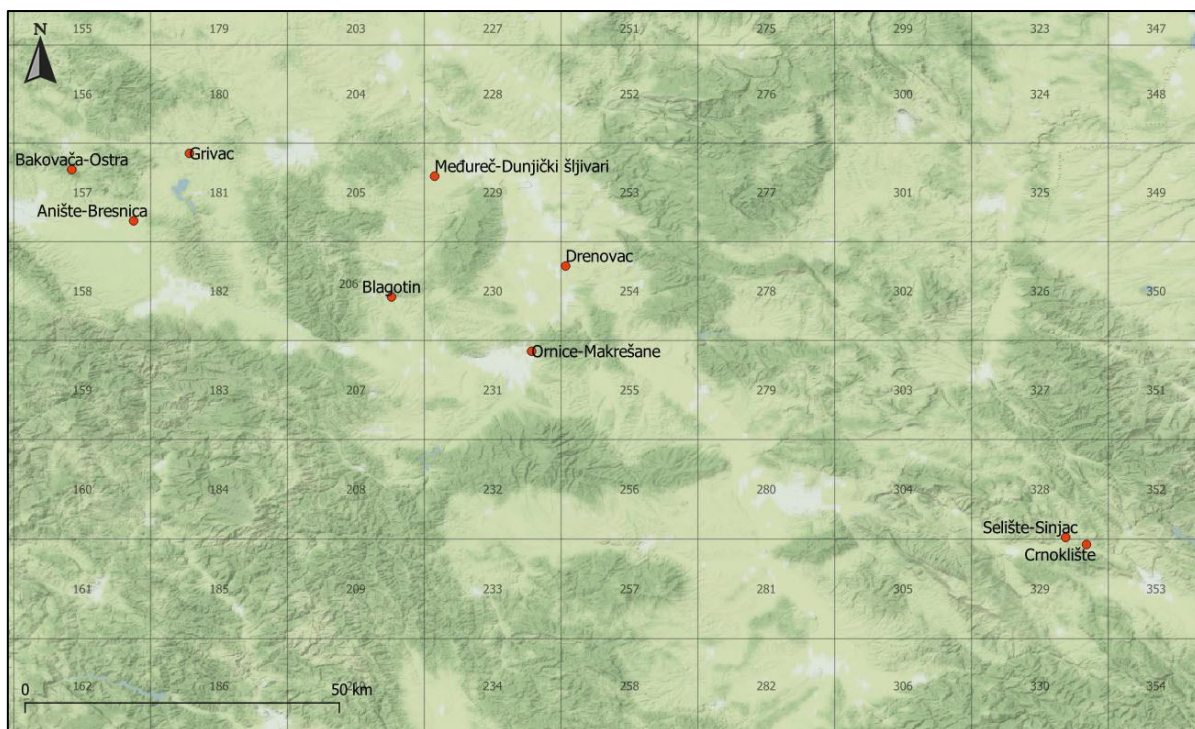 155 179 203 227 251 275 299 323 347
N
156 180 204 228 252 276 300 324 348
Bakovača-Ostra
Grivac
Međureč-Dunjički šljivari
157 181 205 229 253 277 301 325 349
Anište-Bresnica
Drenovac
Blagotin
158 182 206 230 254 278 302 326 350
Ornice-Makrešane
159 183 207 231 255 279 303 327 351
160 184 208 232 256 280 304 328 352
Selište-Sinjac
Crnoklište
161 185 209 233 257 281 305 329 353
0 50 km
162 186 210 234 258 282 306 330 354